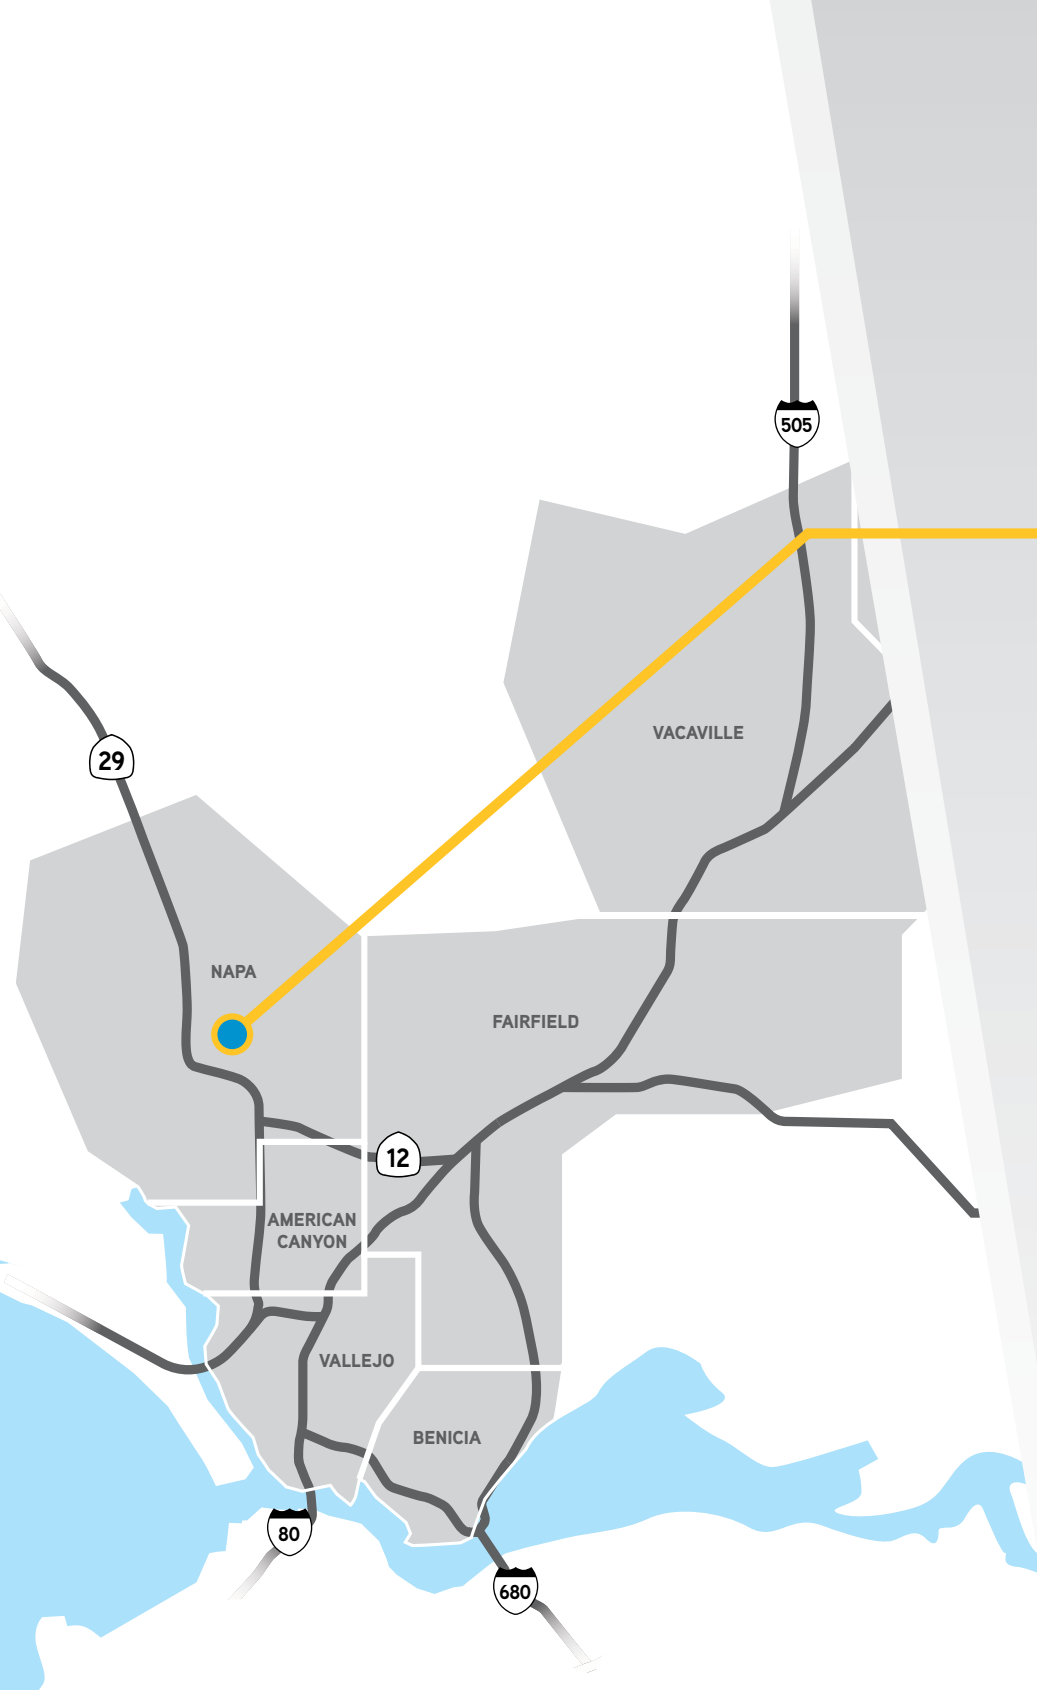 505
VACAVILLE
29
NAPA
FAIRFIELD
12
AMERICAN
CANYON
VALLEJO
BENICIA
80
680